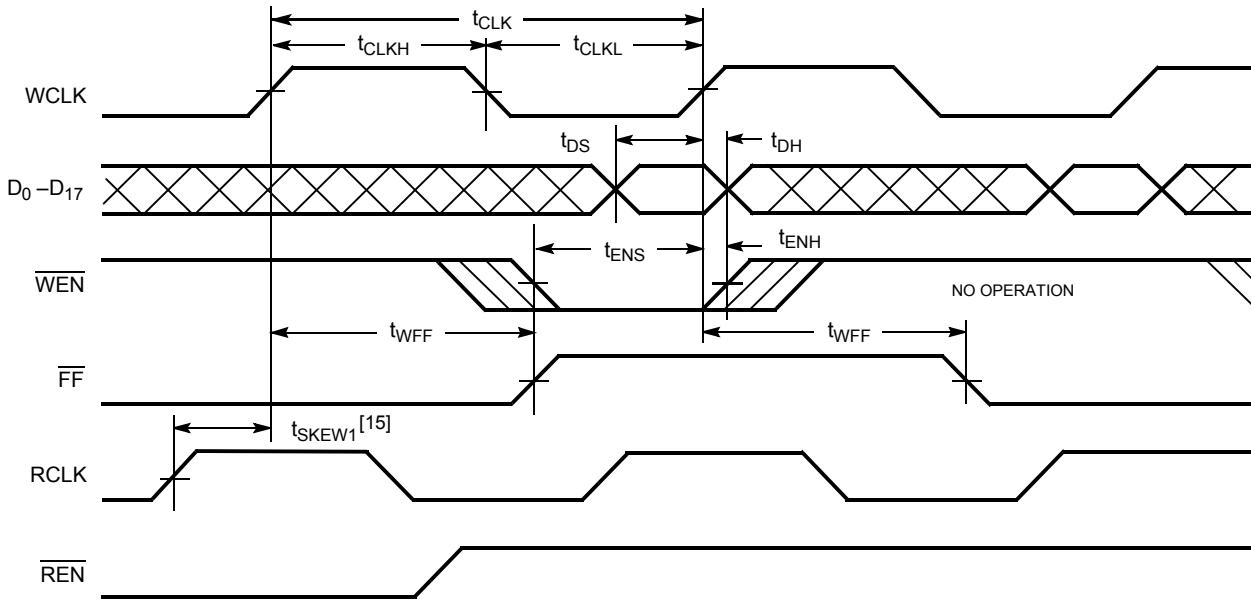 tCLK
tCLKH tCLKL
WCLK
tDS tDH
D0 –D17
tENS tENH
WEN
NO OPERATION
tWFF tWFF
FF
tSKEW1[15]
RCLK
REN